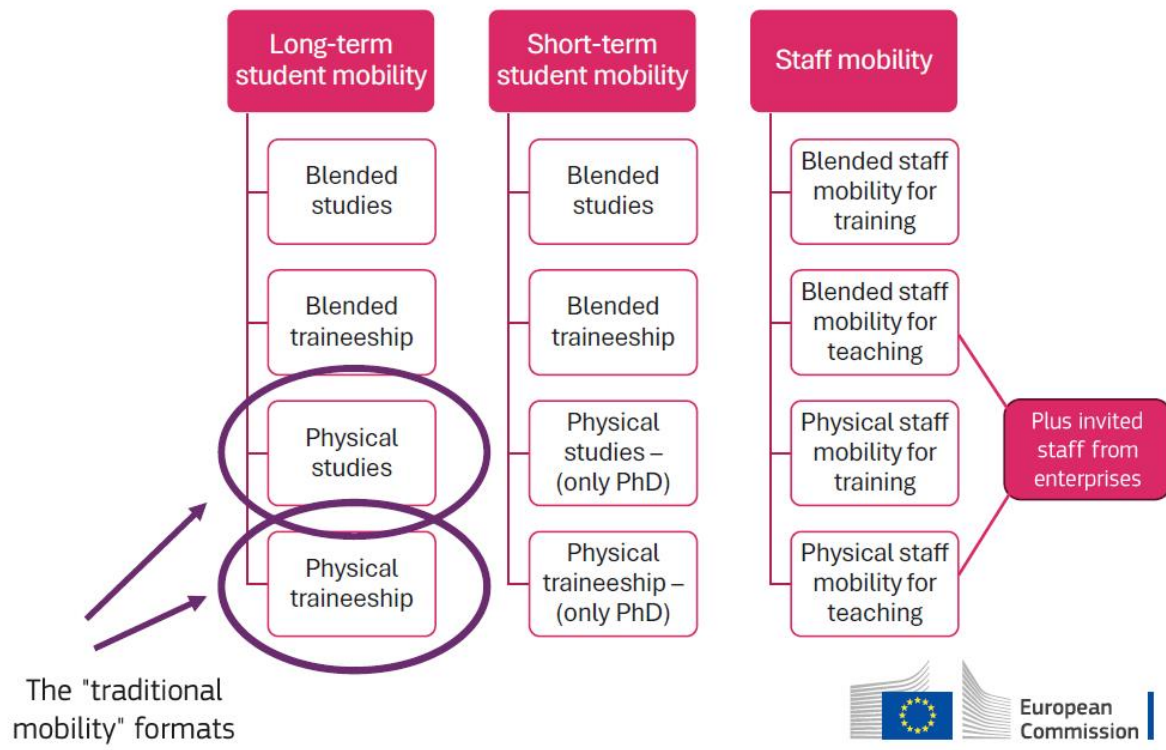 Long-term
student mobility
Blended
studies
Blended
traineeship
Physical
studies
Physical
traineeship
Short-term
student mobility
Blended
studies
Blended
traineeship
Physical
studies –
(only PhD)
Physical
traineeship –
(only PhD)
Staff mobility
Blended staff
mobility for
training
Blended staff
mobility for
teaching
Physical staff
mobility for
training
Physical staff
mobility for
teaching
Plus invited
staff from
enterprises
The "traditional
mobility" formats
European
Commission